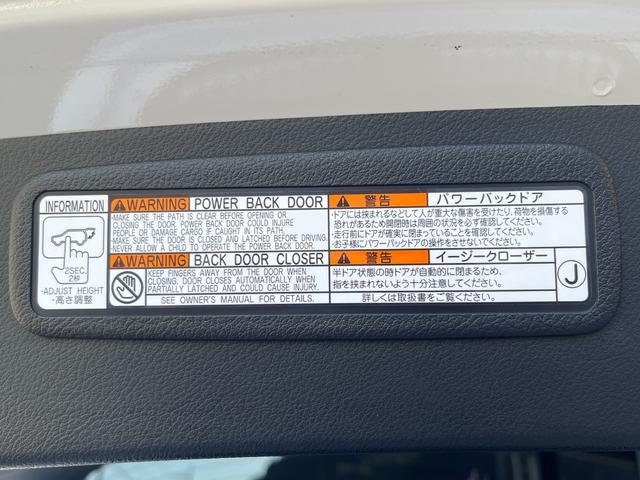 INFORMATION
2SEC.
2秒
•ADJUST HEIGHT
•高さ調整
WARNING POWER BACK DOOR
•MAKE SURE THE PATH IS CLEAR BEFORE OPENING OR
CLOSING THE DOOR. POWER BACK DOOR COULD INJURE
PEOPLE OR DAMAGE CARGO IF CAUGHT IN ITS PATH.
•MAKE SURE THE DOOR IS CLOSED AND LATCHED BEFORE DRIVING.
•NEVER ALLOW A CHILD TO OPERATE THE POWER BACK DOOR.
WARNING BACK DOOR CLOSER
KEEP FINGERS AWAY FROM THE DOOR WHEN
CLOSING. DOOR CLOSES AUTOMATICALLY WHEN
PARTIALLY LATCHED AND COULD CAUSE INJURY.
SEE OWNER'S MANUAL FOR DETAILS.
警告 パワーバックドア
•ドアには挟まれるなどして人が重大な傷害を受けたり、荷物を損傷する
恐れがあるため開閉時は周囲の状況を必ず確認してください。
•走行前にドアが確実に閉まっていることを確認してください。
•お子様にパワーバックドアの操作をさせないでください。
警告 イージークローザー
半ドア状態の時ドアが自動的に閉まるため、
指を挟まれないよう十分注意してください。
詳しくは取扱書をご覧ください。
J